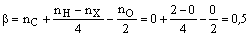 β = n_C + (n_H − n_X)/4 − n_O/2 = 0 + (2−0)/4 − 0/2 = 0,5